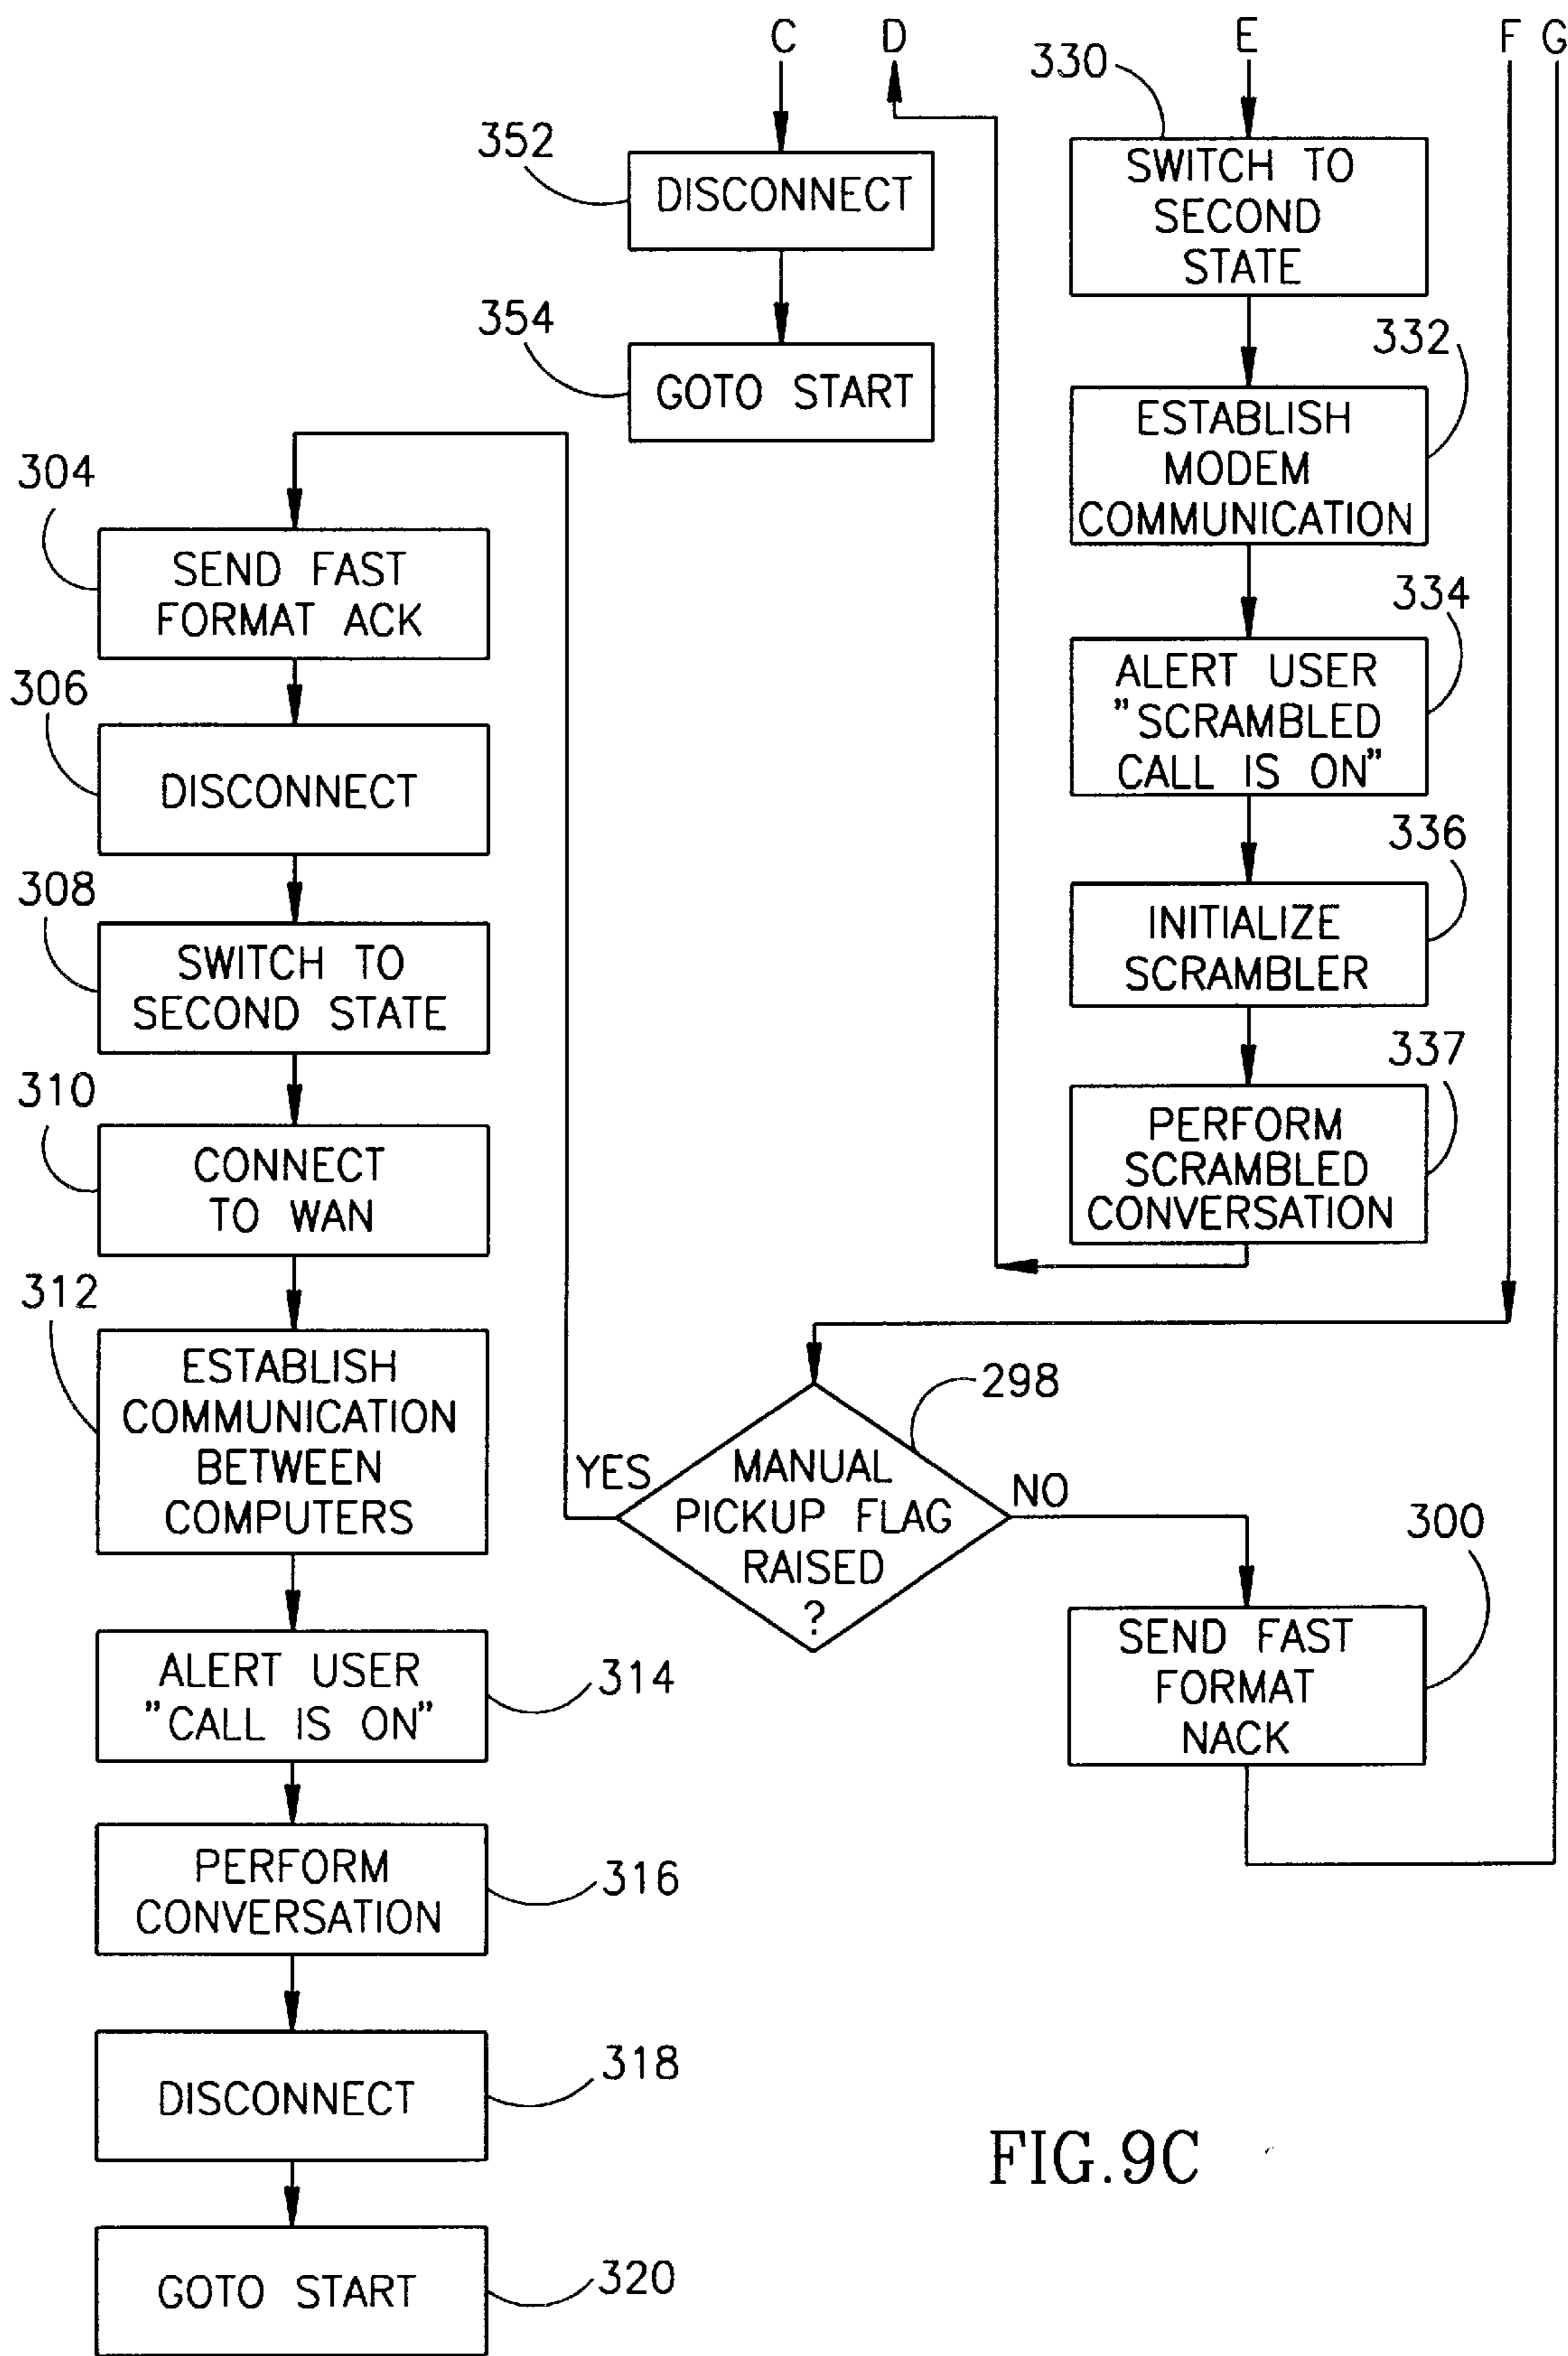 C D E F G
330
SWITCH TO
SECOND
STATE
352
DISCONNECT
354
GOTO START
332
ESTABLISH
MODEM
COMMUNICATION
304
SEND FAST
FORMAT ACK
334
ALERT USER
"SCRAMBLED
CALL IS ON"
306
DISCONNECT
336
INITIALIZE
SCRAMBLER
308
SWITCH TO
SECOND STATE
337
PERFORM
SCRAMBLED
CONVERSATION
310
CONNECT
TO WAN
312
ESTABLISH
COMMUNICATION
BETWEEN
COMPUTERS
298
YES
MANUAL
PICKUP FLAG
RAISED
?
NO
300
SEND FAST
FORMAT
NACK
ALERT USER
"CALL IS ON"
314
PERFORM
CONVERSATION
316
DISCONNECT
318
FIG.9C
GOTO START
320